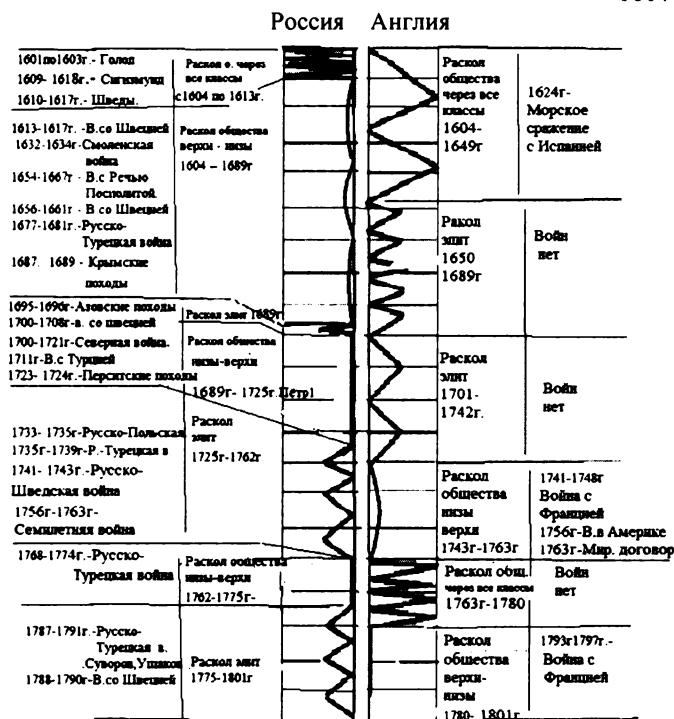 Россия Англия
1601по1603г.- Голод
1609- 1618г.- Сигизмунд
1610-1617г.- Шведы.
Раскол о. через
все классы
с1604 по 1613г.
1613-1617г. -В.со Швецией
1632-1634г-Смоленская
война
1654-1667г - В.с Речью
Посполитой.
1656-1661г - В со Швецией
1677-1681г.-Русско-
Турецкая война
1687. 1689 - Крымские
походы
Раскол общества
верхи - низы
1604 – 1689г
1695-1696г-Азовские походы
1700-1708г-в. со швецией
Раскол элит 1689г
1700-1721г-Северная война.
1711г-В.с Турцией
1723- 1724г.-Перситские походы
Раскол общества
низы-верхи
1689г- 1725г.Петр1
1733- 1735г-Русско-Польская
1735г-1739г-Р.-Турецкая в
1741- 1743г.-Русско-
Шведская война
1756г-1763г-
Семилетняя война
Раскол
элит
1725г-1762г
1768-1774г.-Русско-
Турецкая война
Раскол общества
низы-верхи
1762-1775г-
1787-1791г.-Русско-
Турецкая в.
.Суворов,Ушаков
1788-1790г-В.со Швецией
Раскол элит
1775-1801г
Раскол
общества
через все
классы
1604-
1649г
1624г-
Морское
сражение
с Испанией
Ракол
элит
1650
1689г
Войн
нет
Раскол
элит
1701-
1742г.
Войн
нет
Раскол
общества
низы
верхи
1743г-1763г
1741-1748г
Война с
Францией
1756г-В.в Америке
1763г-Мир. договор
Раскол общ.
через все классы
1763г-1780
Войн
нет
Раскол
общества
верхи-
низы
1780- 1801г
1793г1797г.-
Война с
Францией